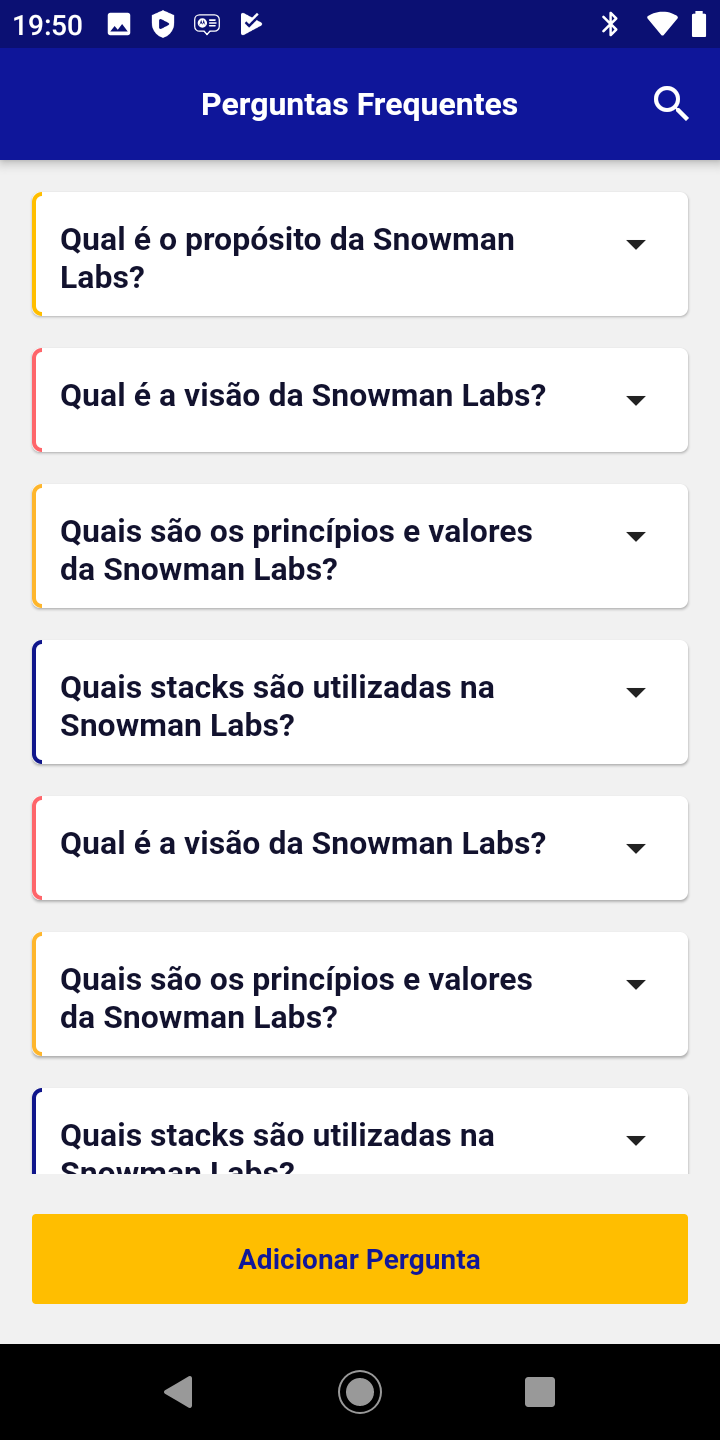 19:50
Perguntas Frequentes
Qual é o propósito da Snowman
Labs?
Qual é a visão da Snowman Labs?
Quais são os princípios e valores
da Snowman Labs?
Quais stacks são utilizadas na
Snowman Labs?
Qual é a visão da Snowman Labs?
Quais são os princípios e valores
da Snowman Labs?
Quais stacks são utilizadas na
Snowman Labs?
Adicionar Pergunta